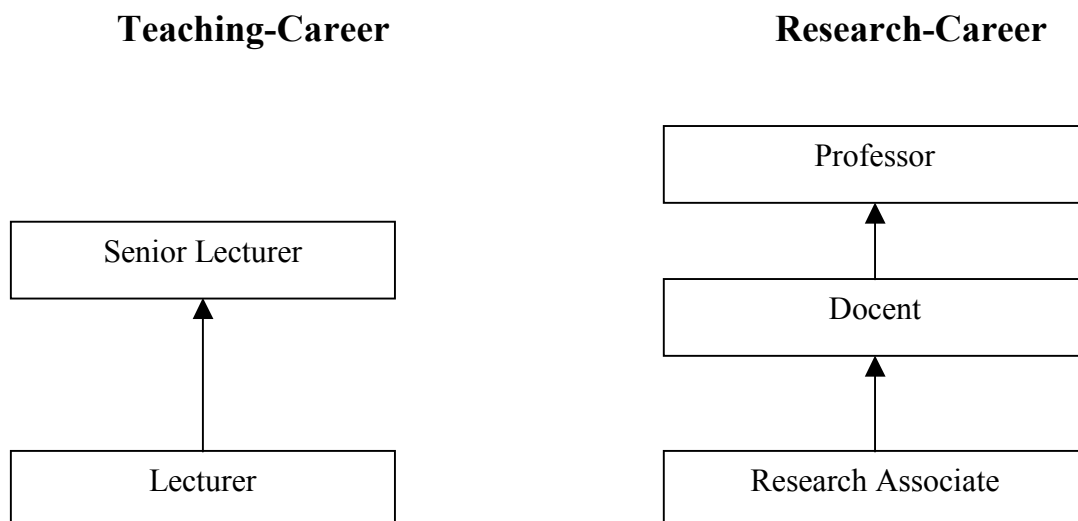 Teaching-Career
Research-Career
Professor
Senior Lecturer
Docent
Lecturer
Research Associate